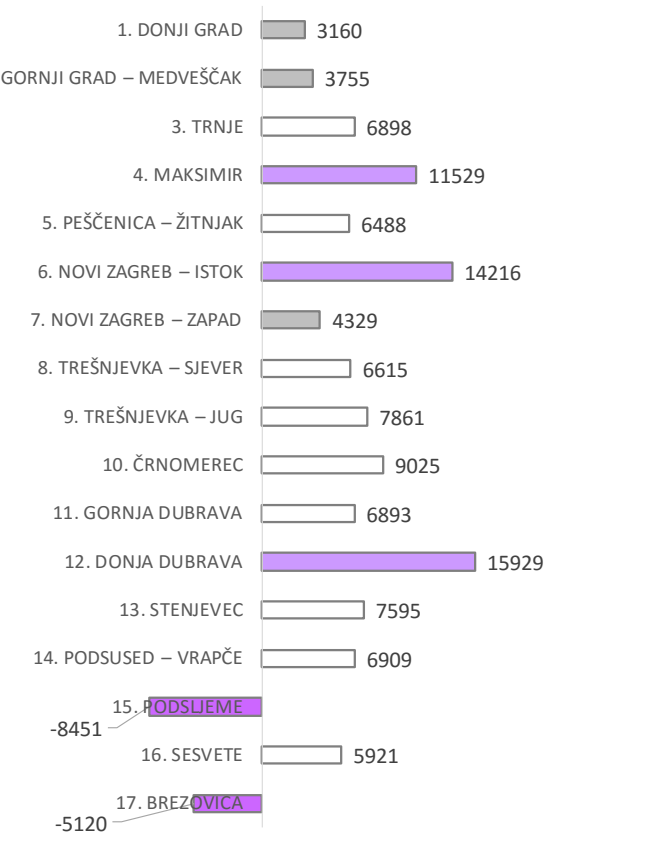 1. DONJI GRAD 3160
GORNJI GRAD – MEDVEŠČAK 3755
3. TRNJE 6898
4. MAKSIMIR 11529
5. PEŠČENICA – ŽITNJAK 6488
6. NOVI ZAGREB – ISTOK 14216
7. NOVI ZAGREB – ZAPAD 4329
8. TREŠNJEVKA – SJEVER 6615
9. TREŠNJEVKA – JUG 7861
10. ČRNOMEREC 9025
11. GORNJA DUBRAVA 6893
12. DONJA DUBRAVA 15929
13. STENJEVEC 7595
14. PODSUSED – VRAPČE 6909
15. PODSLJEME
-8451
16. SESVETE 5921
17. BREZOVICA
-5120